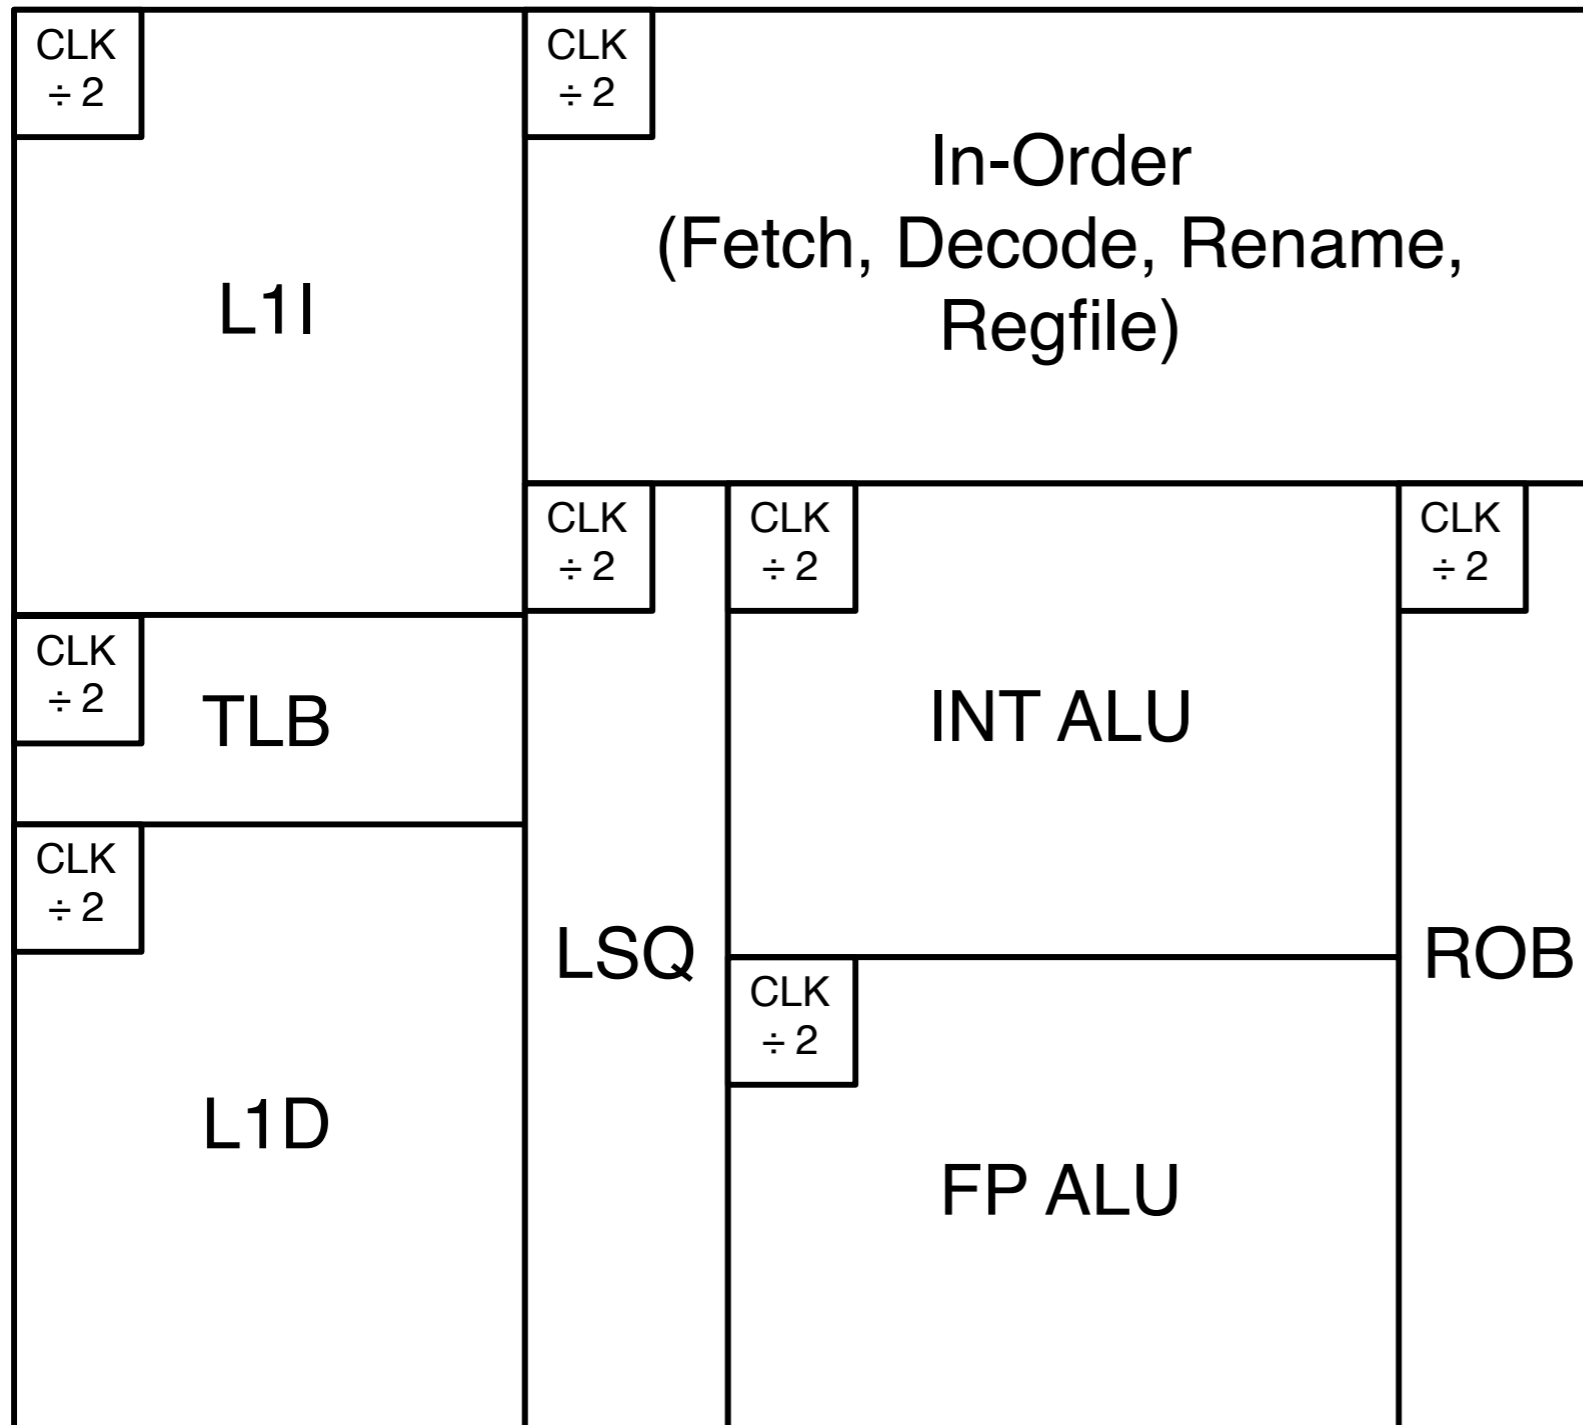 CLK
÷ 2
L1I
CLK
÷ 2
In-Order
(Fetch, Decode, Rename,
Regfile)
CLK
÷ 2
TLB
CLK
÷ 2
L1D
CLK
÷ 2
LSQ
CLK
÷ 2
INT ALU
CLK
÷ 2
FP ALU
CLK
÷ 2
ROB